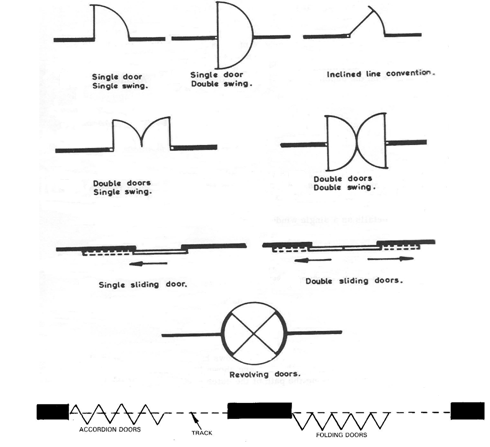 Single door
Single swing.
Single door
Double swing.
Inclined line convention.
Double doors
Single swing.
Double doors
Double swing.
Single sliding door.
Double sliding doors.
Revolving doors.
ACCORDION DOORS
TRACK
FOLDING DOORS